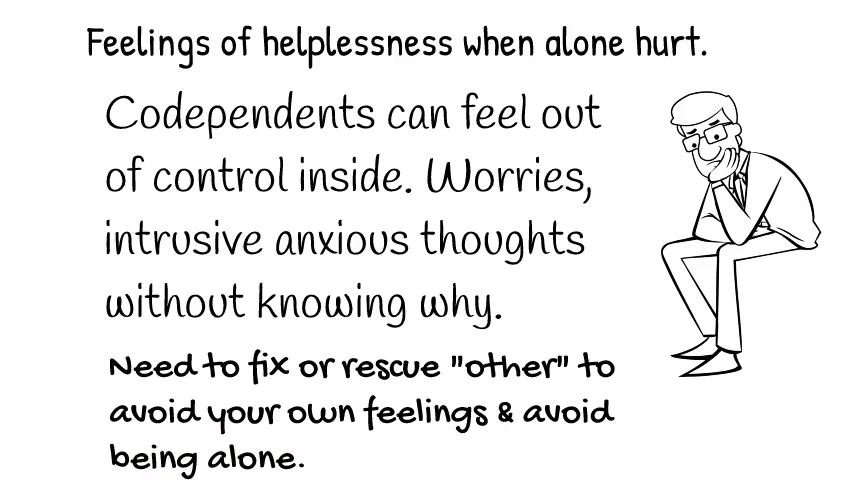 Feelings of helplessness when alone hurt.
Codependents can feel out
of control inside. Worries,
intrusive anxious thoughts
without knowing why.
Need to fix or rescue "other" to
avoid your own feelings & avoid
being alone.